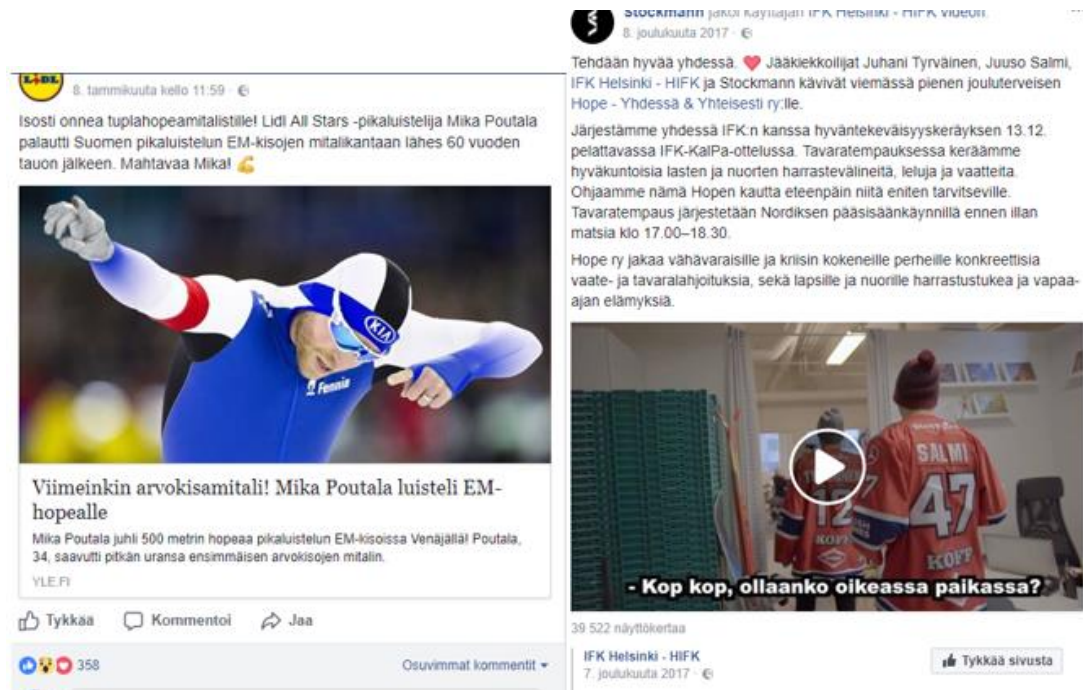 LIDL
8. tammikuuta kello 11:59
Isosti onnea tuplahopeamitalistille! Lidl All Stars -pikaluistelija Mika Poutala
palautti Suomen pikaluistelun EM-kisojen mitalikantaan lähes 60 vuoden
tauon jälkeen. Mahtavaa Mika! 💪
KIA
Fennia
Viimeinkin arvokisamitali! Mika Poutala luisteli EM-
hopealle
Mika Poutala juhli 500 metrin hopeaa pikaluistelun EM-kisoissa Venäjällä! Poutala,
34, saavutti pitkän uransa ensimmäisen arvokisojen mitalin.
YLE.FI
Tykkää Kommentoi Jaa
358 Osuvimmat kommentit
Stockmann jakoi käyttäjän IFK Helsinki - HIFK videon.
8. joulukuuta 2017
Tehdään hyvää yhdessä. ❤ Jääkiekkoilijat Juhani Tyrväinen, Juuso Salmi,
IFK Helsinki - HIFK ja Stockmann kävivät viemässä pienen jouluterveisen
Hope - Yhdessä & Yhteisesti ry:lle.
Järjestämme yhdessä IFK:n kanssa hyväntekeväisyyskeräyksen 13.12.
pelattavassa IFK-KalPa-ottelussa. Tavaratempauksessa keräämme
hyväkuntoisia lasten ja nuorten harrastevälineitä, leluja ja vaatteita.
Ohjaamme nämä Hopen kautta eteenpäin niitä eniten tarvitseville.
Tavaratempaus järjestetään Nordiksen pääsisäänkäynnillä ennen illan
matsia klo 17.00–18.30.
Hope ry jakaa vähävaraisille ja kriisin kokeneille perheille konkreettisia
vaate- ja tavaralahjoituksia, sekä lapsille ja nuorille harrastustukea ja vapaa-
ajan elämyksiä.
SALMI
12
47
KOFF
KOFF
- Kop kop, ollaanko oikeassa paikassa?
39 522 näyttökertaa
IFK Helsinki - HIFK
7. joulukuuta 2017
Tykkää sivusta